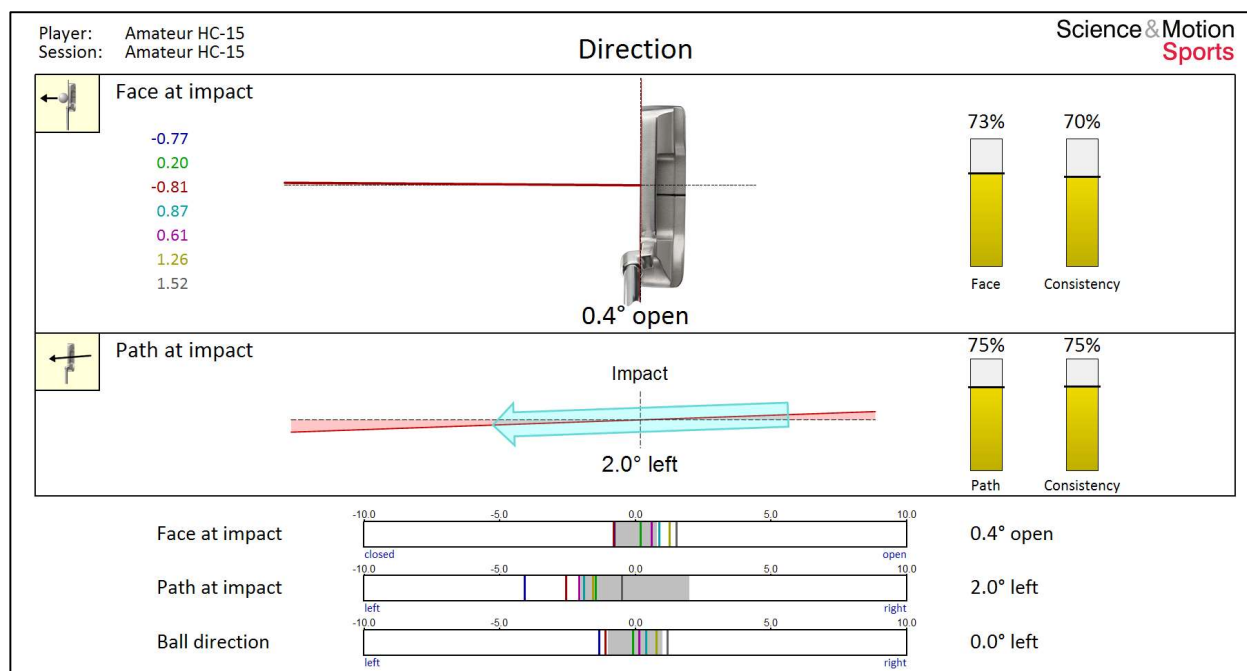 Player: Amateur HC-15
Session: Amateur HC-15
Direction
Science&Motion
Sports
Face at impact
-0.77
0.20
-0.81
0.87
0.61
1.26
1.52
0.4° open
73% 70%
Face Consistency
Path at impact
Impact
2.0° left
75% 75%
Path Consistency
Face at impact
-10.0 -5.0 0.0 5.0 10.0
closed open
0.4° open
Path at impact
-10.0 -5.0 0.0 5.0 10.0
left right
2.0° left
Ball direction
-10.0 -5.0 0.0 5.0 10.0
left right
0.0° left